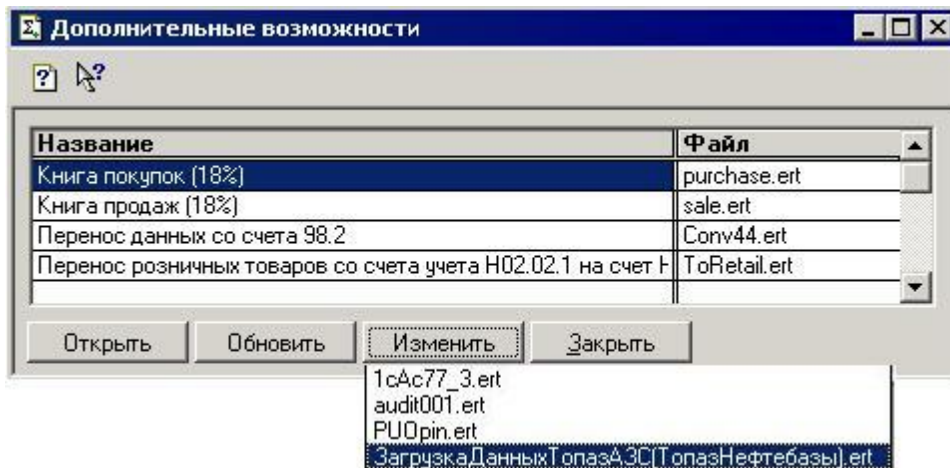 Дополнительные возможности
Название Файл
Книга покупок (18%) purchase.ert
Книга продаж (18%) sale.ert
Перенос данных со счета 98.2 Conv44.ert
Перенос розничных товаров со счета учета Н02.02.1 на счет Н ToRetail.ert
Открыть Обновить Изменить Закрыть
1cAc77_3.ert
audit001.ert
PUOpin.ert
ЗагрузкаДанныхТопазАЗС(ТопазНефтебазы).ert